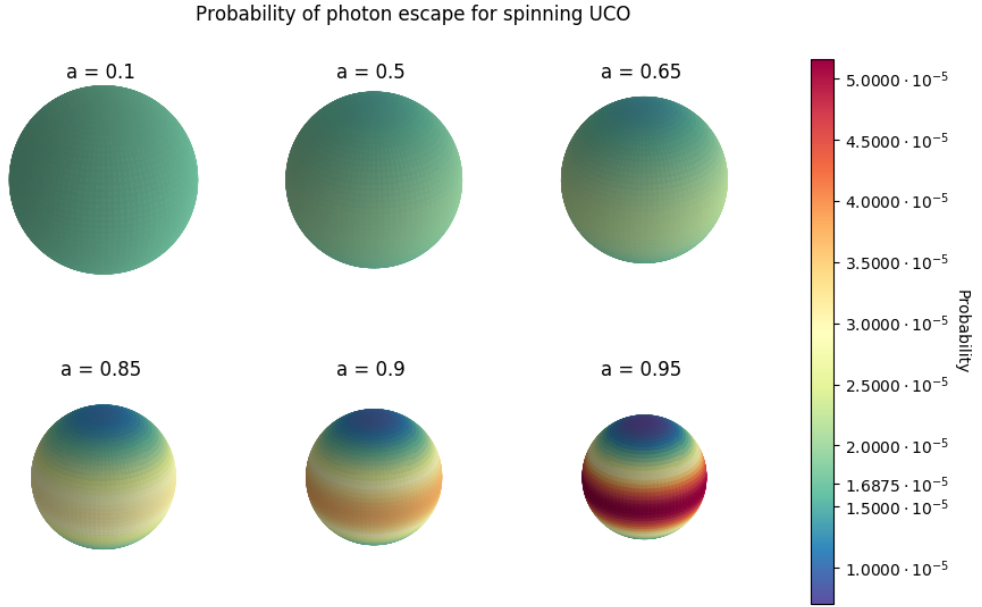 Probability of photon escape for spinning UCO
a = 0.1
a = 0.5
a = 0.65
a = 0.85
a = 0.9
a = 0.95
5.0000 · 10⁻⁵
4.5000 · 10⁻⁵
4.0000 · 10⁻⁵
3.5000 · 10⁻⁵
3.0000 · 10⁻⁵
2.5000 · 10⁻⁵
2.0000 · 10⁻⁵
1.6875 · 10⁻⁵
1.5000 · 10⁻⁵
1.0000 · 10⁻⁵
Probability